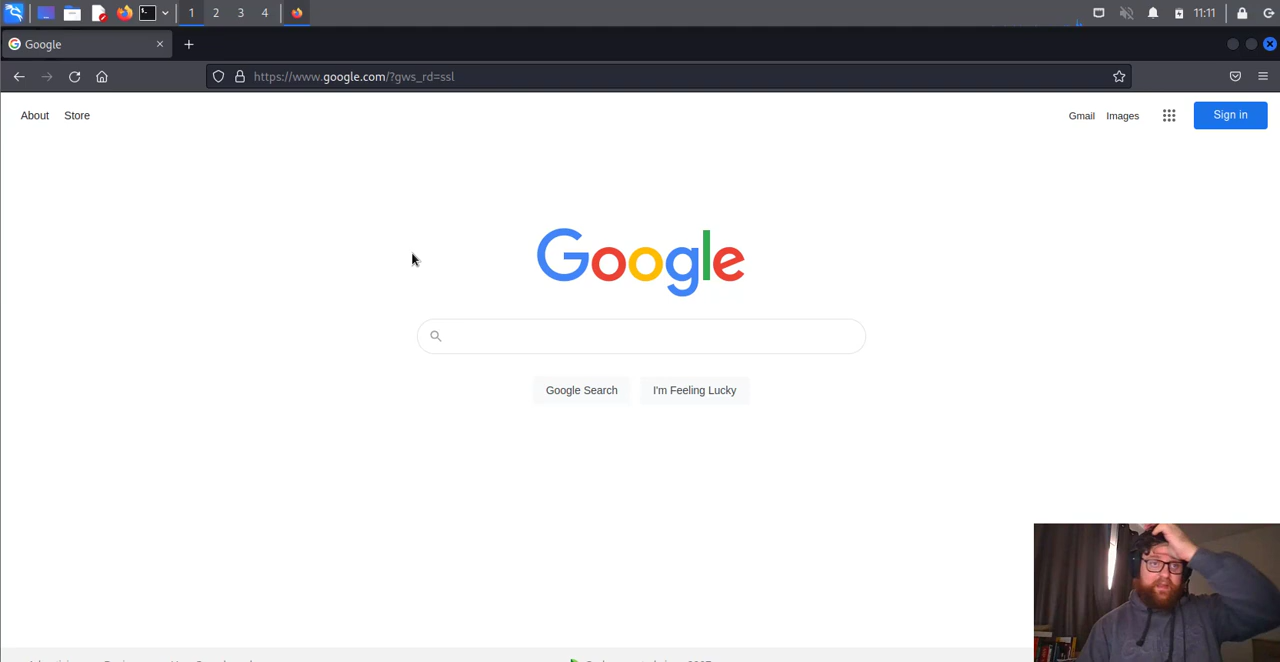 1 2 3 4 11:11
Google
https://www.google.com/?gws_rd=ssl
About Store Gmail Images Sign in
Google
Google Search I'm Feeling Lucky